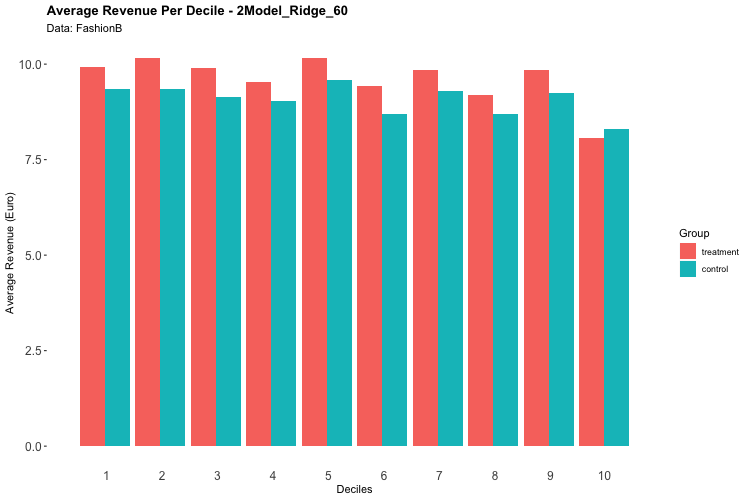 Average Revenue Per Decile - 2Model_Ridge_60
Data: FashionB
10.0
7.5
5.0
2.5
0.0
Average Revenue (Euro)
1 2 3 4 5 6 7 8 9 10
Deciles
Group
treatment
control